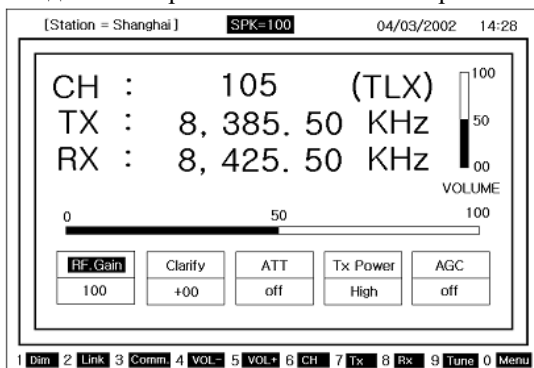 [Station = Shanghai] SPK=100 04/03/2002 14:28
CH : 105 (TLX)
TX : 8, 385. 50 KHz
RX : 8, 425. 50 KHz
100
50
00
VOLUME
0 50 100
RF.Gain Clarify ATT Tx Power AGC
100 +00 off High off
1 Dim 2 Link 3 Comm. 4 VOL- 5 VOL+ 6 CH 7 Tx 8 Rx 9 Tune 0 Menu